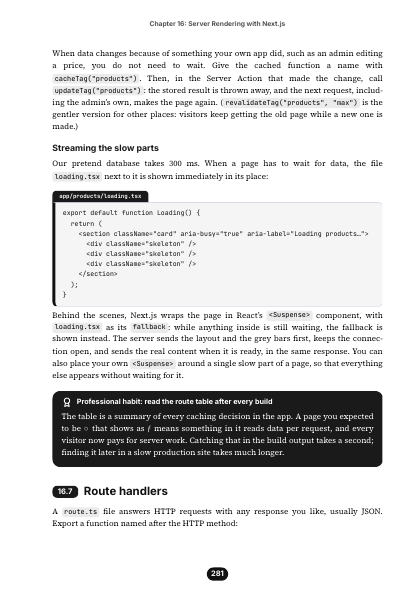 Chapter 16: Server Rendering with Next.js
When data changes because of something your own app did, such as an admin editing
a price, you do not need to wait. Give the cached function a name with
cacheTag("products"). Then, in the Server Action that made the change, call
updateTag("products"): the stored result is thrown away, and the next request, includ-
ing the admin's own, makes the page again. (revalidateTag("products", "max") is the
gentler version for other places: visitors keep getting the old page while a new one is
made.)
Streaming the slow parts
Our pretend database takes 300 ms. When a page has to wait for data, the file
loading.tsx next to it is shown immediately in its place:
app/products/loading.tsx
export default function Loading() {
  return (
    <section className="card" aria-busy="true" aria-label="Loading products…">
      <div className="skeleton" />
      <div className="skeleton" />
      <div className="skeleton" />
    </section>
  );
}
Behind the scenes, Next.js wraps the page in React's <Suspense> component, with
loading.tsx as its fallback: while anything inside is still waiting, the fallback is
shown instead. The server sends the layout and the grey bars first, keeps the connec-
tion open, and sends the real content when it is ready, in the same response. You can
also place your own <Suspense> around a single slow part of a page, so that everything
else appears without waiting for it.
Professional habit: read the route table after every build
The table is a summary of every caching decision in the app. A page you expected
to be ○ that shows as ƒ means something in it reads data per request, and every
visitor now pays for server work. Catching that in the build output takes a second;
finding it later in a slow production site takes much longer.
16.7 Route handlers
A route.ts file answers HTTP requests with any response you like, usually JSON.
Export a function named after the HTTP method:
281